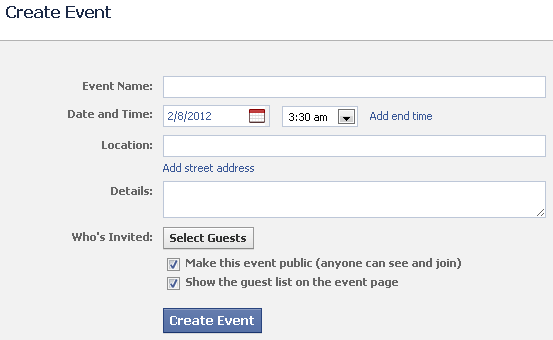 Create Event
Event Name:
Date and Time: 2/8/2012 3:30 am Add end time
Location:
Add street address
Details:
Who's Invited: Select Guests
Make this event public (anyone can see and join)
Show the guest list on the event page
Create Event